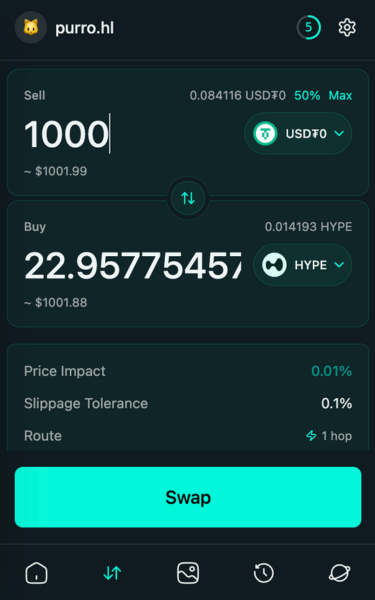 purro.hl
5
Sell
0.084116 USD₮0 50% Max
1000
USD₮0
~ $1001.99
Buy
0.014193 HYPE
22.95775457
HYPE
~ $1001.88
Price Impact
0.01%
Slippage Tolerance
0.1%
Route
1 hop
Swap